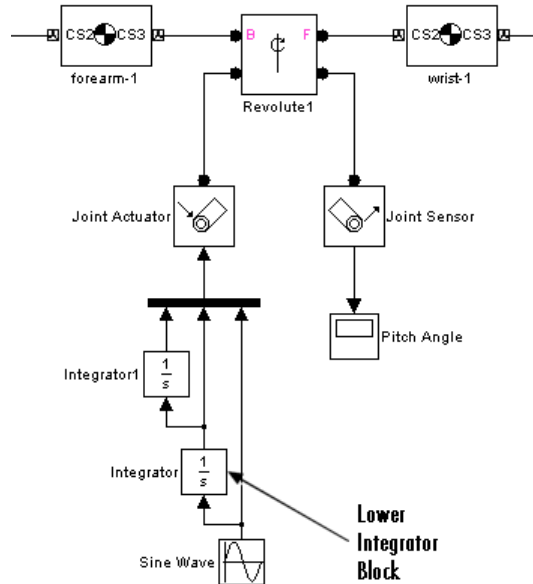 CS2 CS3
B F
CS2 CS3
forearm-1
Revolute1
wrist-1
Joint Actuator
Joint Sensor
Pitch Angle
Integrator1
1
s
Integrator
1
s
Lower
Integrator
Block
Sine Wave